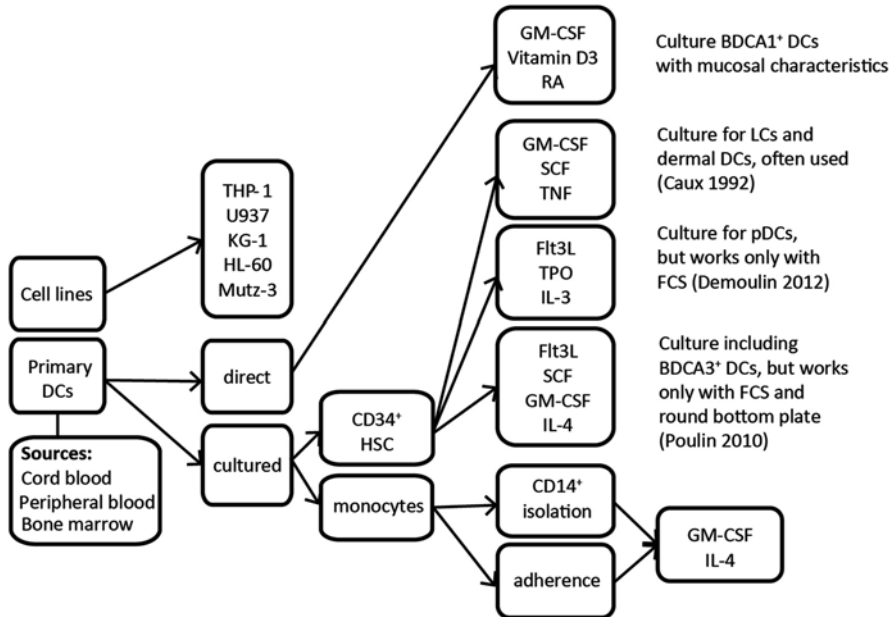 GM-CSF
Vitamin D3
RA
Culture BDCA1⁺ DCs
with mucosal characteristics
GM-CSF
SCF
TNF
Culture for LCs and
dermal DCs, often used
(Caux 1992)
THP-1
U937
KG-1
HL-60
Mutz-3
Flt3L
TPO
IL-3
Culture for pDCs,
but works only with
FCS (Demoulin 2012)
Cell lines
Primary
DCs
direct
Flt3L
SCF
GM-CSF
IL-4
Culture including
BDCA3⁺ DCs, but works
only with FCS and
round bottom plate
(Poulin 2010)
Sources:
Cord blood
Peripheral blood
Bone marrow
cultured
CD34⁺
HSC
monocytes
CD14⁺
isolation
adherence
GM-CSF
IL-4